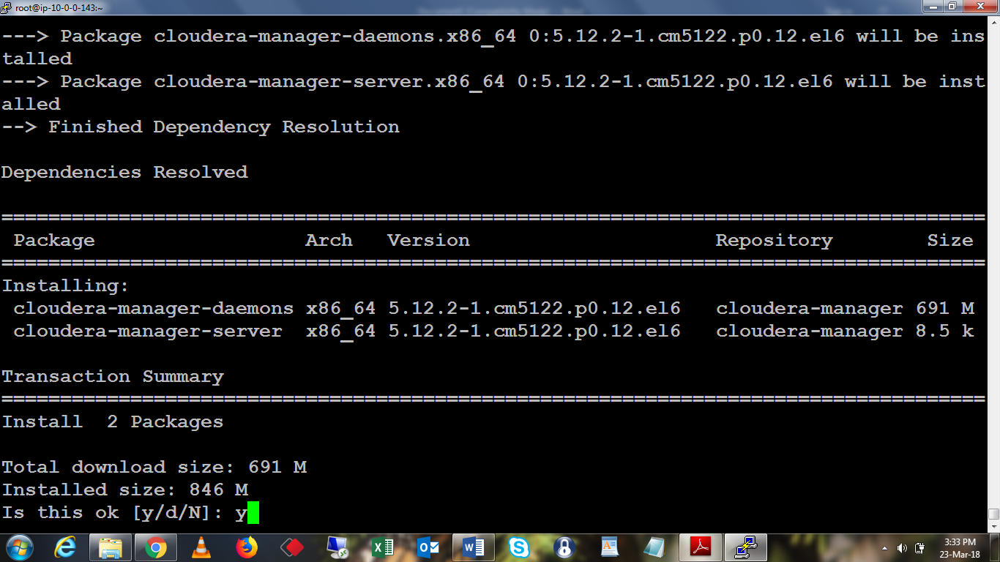 root@ip-10-0-0-143:~
---> Package cloudera-manager-daemons.x86_64 0:5.12.2-1.cm5122.p0.12.el6 will be ins
talled
---> Package cloudera-manager-server.x86_64 0:5.12.2-1.cm5122.p0.12.el6 will be inst
alled
--> Finished Dependency Resolution
Dependencies Resolved
====================================================================================
Package Arch Version Repository Size
====================================================================================
Installing:
cloudera-manager-daemons x86_64 5.12.2-1.cm5122.p0.12.el6 cloudera-manager 691 M
cloudera-manager-server x86_64 5.12.2-1.cm5122.p0.12.el6 cloudera-manager 8.5 k
Transaction Summary
====================================================================================
Install 2 Packages
Total download size: 691 M
Installed size: 846 M
Is this ok [y/d/N]: y
3:33 PM
23-Mar-18